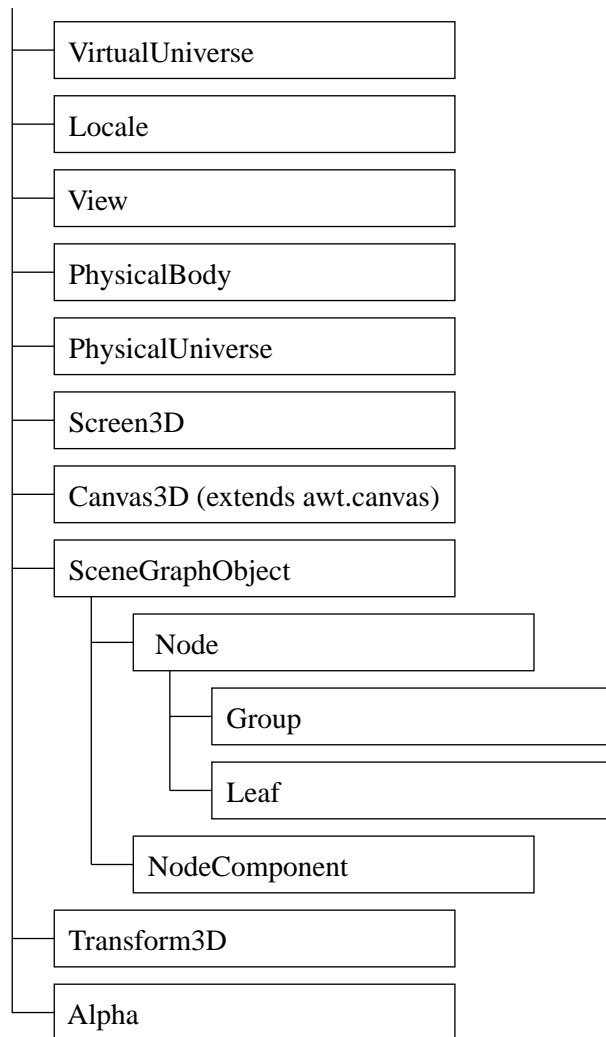 VirtualUniverse
Locale
View
PhysicalBody
PhysicalUniverse
Screen3D
Canvas3D (extends awt.canvas)
SceneGraphObject
Node
Group
Leaf
NodeComponent
Transform3D
Alpha